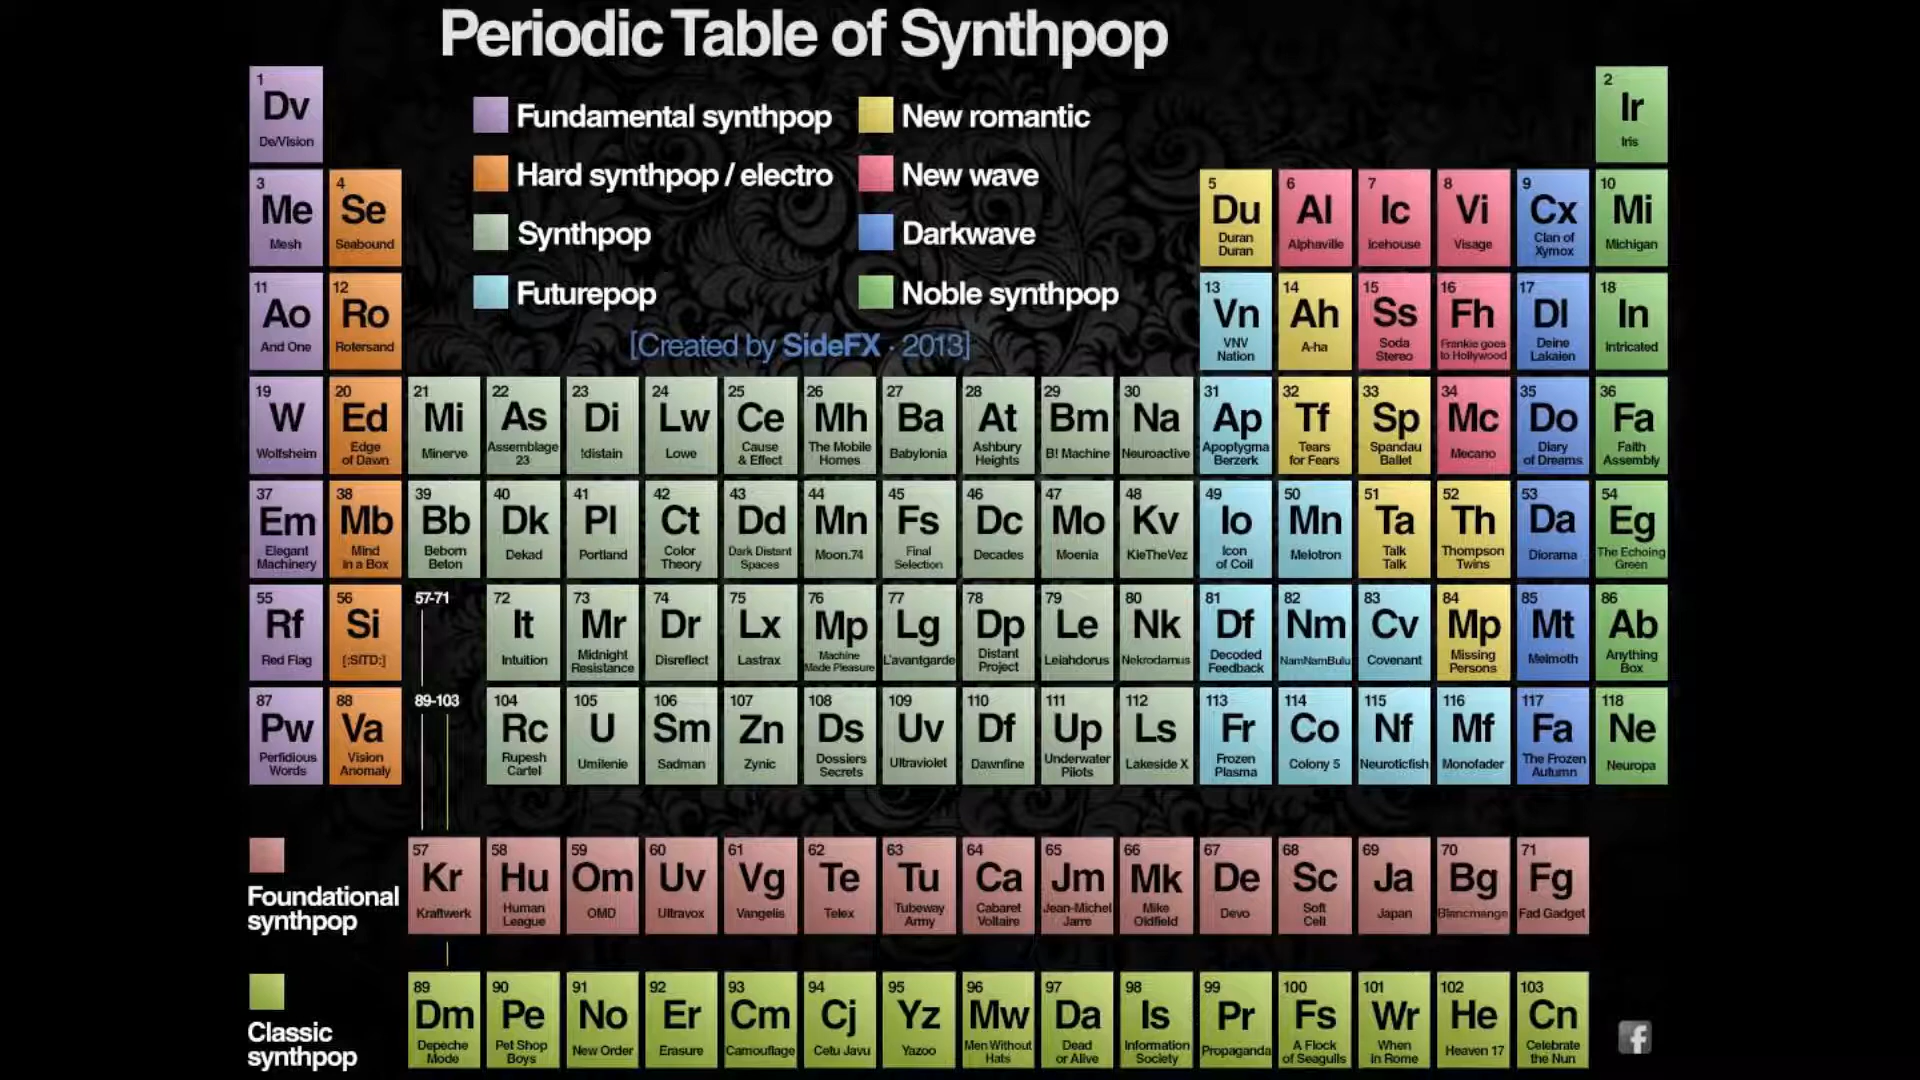 Periodic Table of Synthpop
Fundamental synthpop
Hard synthpop / electro
Synthpop
Futurepop
New romantic
New wave
Darkwave
Noble synthpop
[Created by SideFX · 2013]
1
Dv
De/Vision
2
Ir
Iris
3
Me
Mesh
4
Se
Seabound
5
Du
Duran
Duran
6
Al
Alphaville
7
Ic
Icehouse
8
Vi
Visage
9
Cx
Clan of
Xymox
10
Mi
Michigan
11
Ao
And One
12
Ro
Rotersand
13
Vn
VNV
Nation
14
Ah
A-ha
15
Ss
Soda
Stereo
16
Fh
Frankie goes
to Hollywood
17
Dl
Deine
Lakaien
18
In
Intricated
19
W
Wolfsheim
20
Ed
Edge
of Dawn
21
Mi
Minerve
22
As
Assemblage
23
23
Di
!distain
24
Lw
Lowe
25
Ce
Cause
& Effect
26
Mh
The Mobile
Homes
27
Ba
Babylonia
28
At
Ashbury
Heights
29
Bm
B! Machine
30
Na
Neuroactive
31
Ap
Apoptygma
Berzerk
32
Tf
Tears
for Fears
33
Sp
Spandau
Ballet
34
Mc
Mecano
35
Do
Diary
of Dreams
36
Fa
Faith
Assembly
37
Em
Elegant
Machinery
38
Mb
Mind
in a Box
39
Bb
Beborn
Beton
40
Dk
Dekad
41
Pl
Portland
42
Ct
Color
Theory
43
Dd
Dark Distant
Spaces
44
Mn
Moon.74
45
Fs
Final
Selection
46
Dc
Decades
47
Mo
Moenia
48
Kv
KieTheVez
49
Io
Icon
of Coil
50
Mn
Melotron
51
Ta
Talk
Talk
52
Th
Thompson
Twins
53
Da
Diorama
54
Eg
The Echoing
Green
55
Rf
Red Flag
56
Si
[:SITD:]
57-71
72
It
Intuition
73
Mr
Midnight
Resistance
74
Dr
Disreflect
75
Lx
Lastrax
76
Mp
Machine
Made Pleasure
77
Lg
L'avantgarde
78
Dp
Distant
Project
79
Le
Leiahdorus
80
Nk
Nekrodamus
81
Df
Decoded
Feedback
82
Nm
NamNamBulu
83
Cv
Covenant
84
Mp
Missing
Persons
85
Mt
Melmoth
86
Ab
Anything
Box
87
Pw
Perfidious
Words
88
Va
Vision
Anomaly
89-103
104
Rc
Rupesh
Cartel
105
U
Umilenie
106
Sm
Sadman
107
Zn
Zynic
108
Ds
Dossiers
Secrets
109
Uv
Ultraviolet
110
Df
Dawnfine
111
Up
Underwater
Pilots
112
Ls
Lakeside X
113
Fr
Frozen
Plasma
114
Co
Colony 5
115
Nf
Neuroticfish
116
Mf
Monofader
117
Fa
The Frozen
Autumn
118
Ne
Neuropa
Foundational
synthpop
57
Kr
Kraftwerk
58
Hu
Human
League
59
Om
OMD
60
Uv
Ultravox
61
Vg
Vangelis
62
Te
Telex
63
Tu
Tubeway
Army
64
Ca
Cabaret
Voltaire
65
Jm
Jean-Michel
Jarre
66
Mk
Mike
Oldfield
67
De
Devo
68
Sc
Soft
Cell
69
Ja
Japan
70
Bg
Blancmange
71
Fg
Fad Gadget
Classic
synthpop
89
Dm
Depeche
Mode
90
Pe
Pet Shop
Boys
91
No
New Order
92
Er
Erasure
93
Cm
Camouflage
94
Cj
Cetu Javu
95
Yz
Yazoo
96
Mw
Men Without
Hats
97
Da
Dead
or Alive
98
Is
Information
Society
99
Pr
Propaganda
100
Fs
A Flock
of Seagulls
101
Wr
When
in Rome
102
He
Heaven 17
103
Cn
Celebrate
the Nun
f